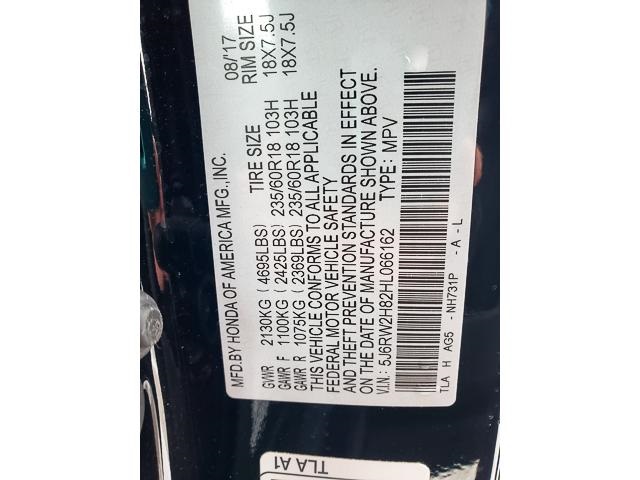 MFD.BY HONDA OF AMERICA MFG., INC. 08/'17
TIRE SIZE RIM SIZE
GVWR 2130KG (4695LBS)
GAWR F 1100KG (2425LBS) 235/60R18 103H 18X7.5J
GAWR R 1075KG (2369LBS) 235/60R18 103H 18X7.5J
THIS VEHICLE CONFORMS TO ALL APPLICABLE
FEDERAL MOTOR VEHICLE SAFETY
AND THEFT PREVENTION STANDARDS IN EFFECT
ON THE DATE OF MANUFACTURE SHOWN ABOVE.
V.I.N.: 5J6RW2H82HL066162 TYPE: MPV
TLA H AG5 - NH731P - A - L
TLA A1